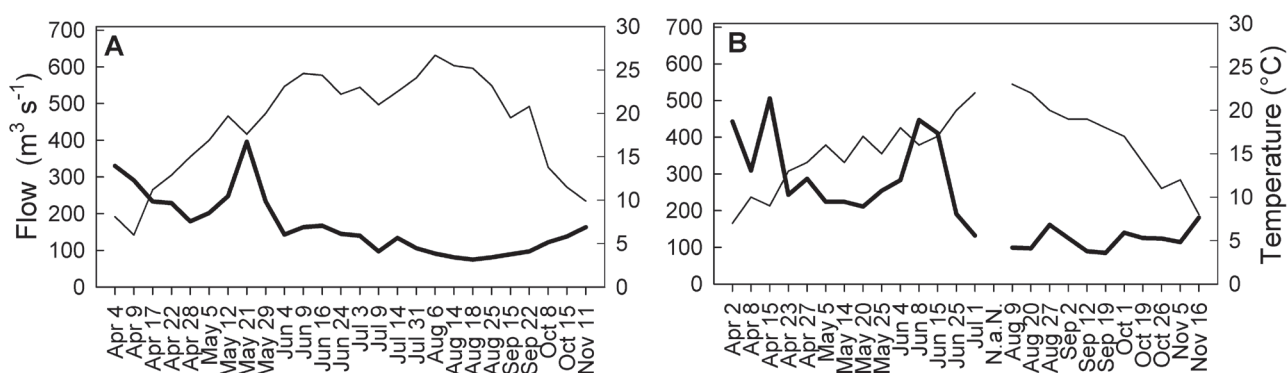 A
B
Flow (m³ s⁻¹)
700
600
500
400
300
200
100
0
30
25
20
15
10
5
0
Apr 4
Apr 9
Apr 17
Apr 22
Apr 28
May 5
May 12
May 21
May 29
Jun 4
Jun 9
Jun 16
Jun 24
Jul 3
Jul 9
Jul 14
Jul 31
Aug 6
Aug 14
Aug 18
Aug 25
Sep 15
Sep 22
Oct 8
Oct 15
Nov 11
700
600
500
400
300
200
100
0
30
25
20
15
10
5
0
Temperature (°C)
Apr 2
Apr 8
Apr 15
Apr 23
Apr 27
May 5
May 14
May 20
May 25
Jun 4
Jun 8
Jun 15
Jun 25
Jul 1
N.a.N.
Aug 9
Aug 20
Aug 27
Sep 2
Sep 12
Sep 19
Oct 1
Oct 19
Oct 26
Nov 5
Nov 16